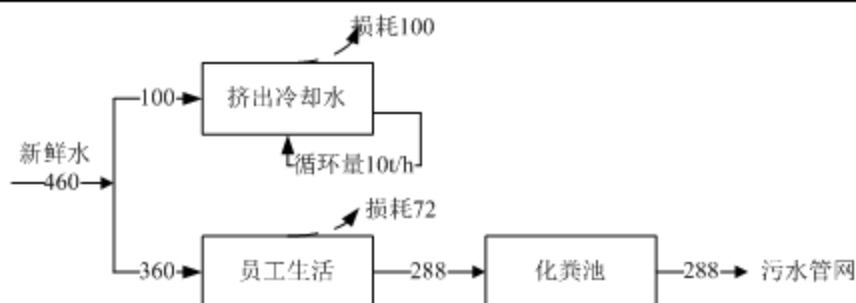 损耗100
100
挤出冷却水
新鲜水
460
循环量10t/h
损耗72
360
员工生活
288
化粪池
288
污水管网